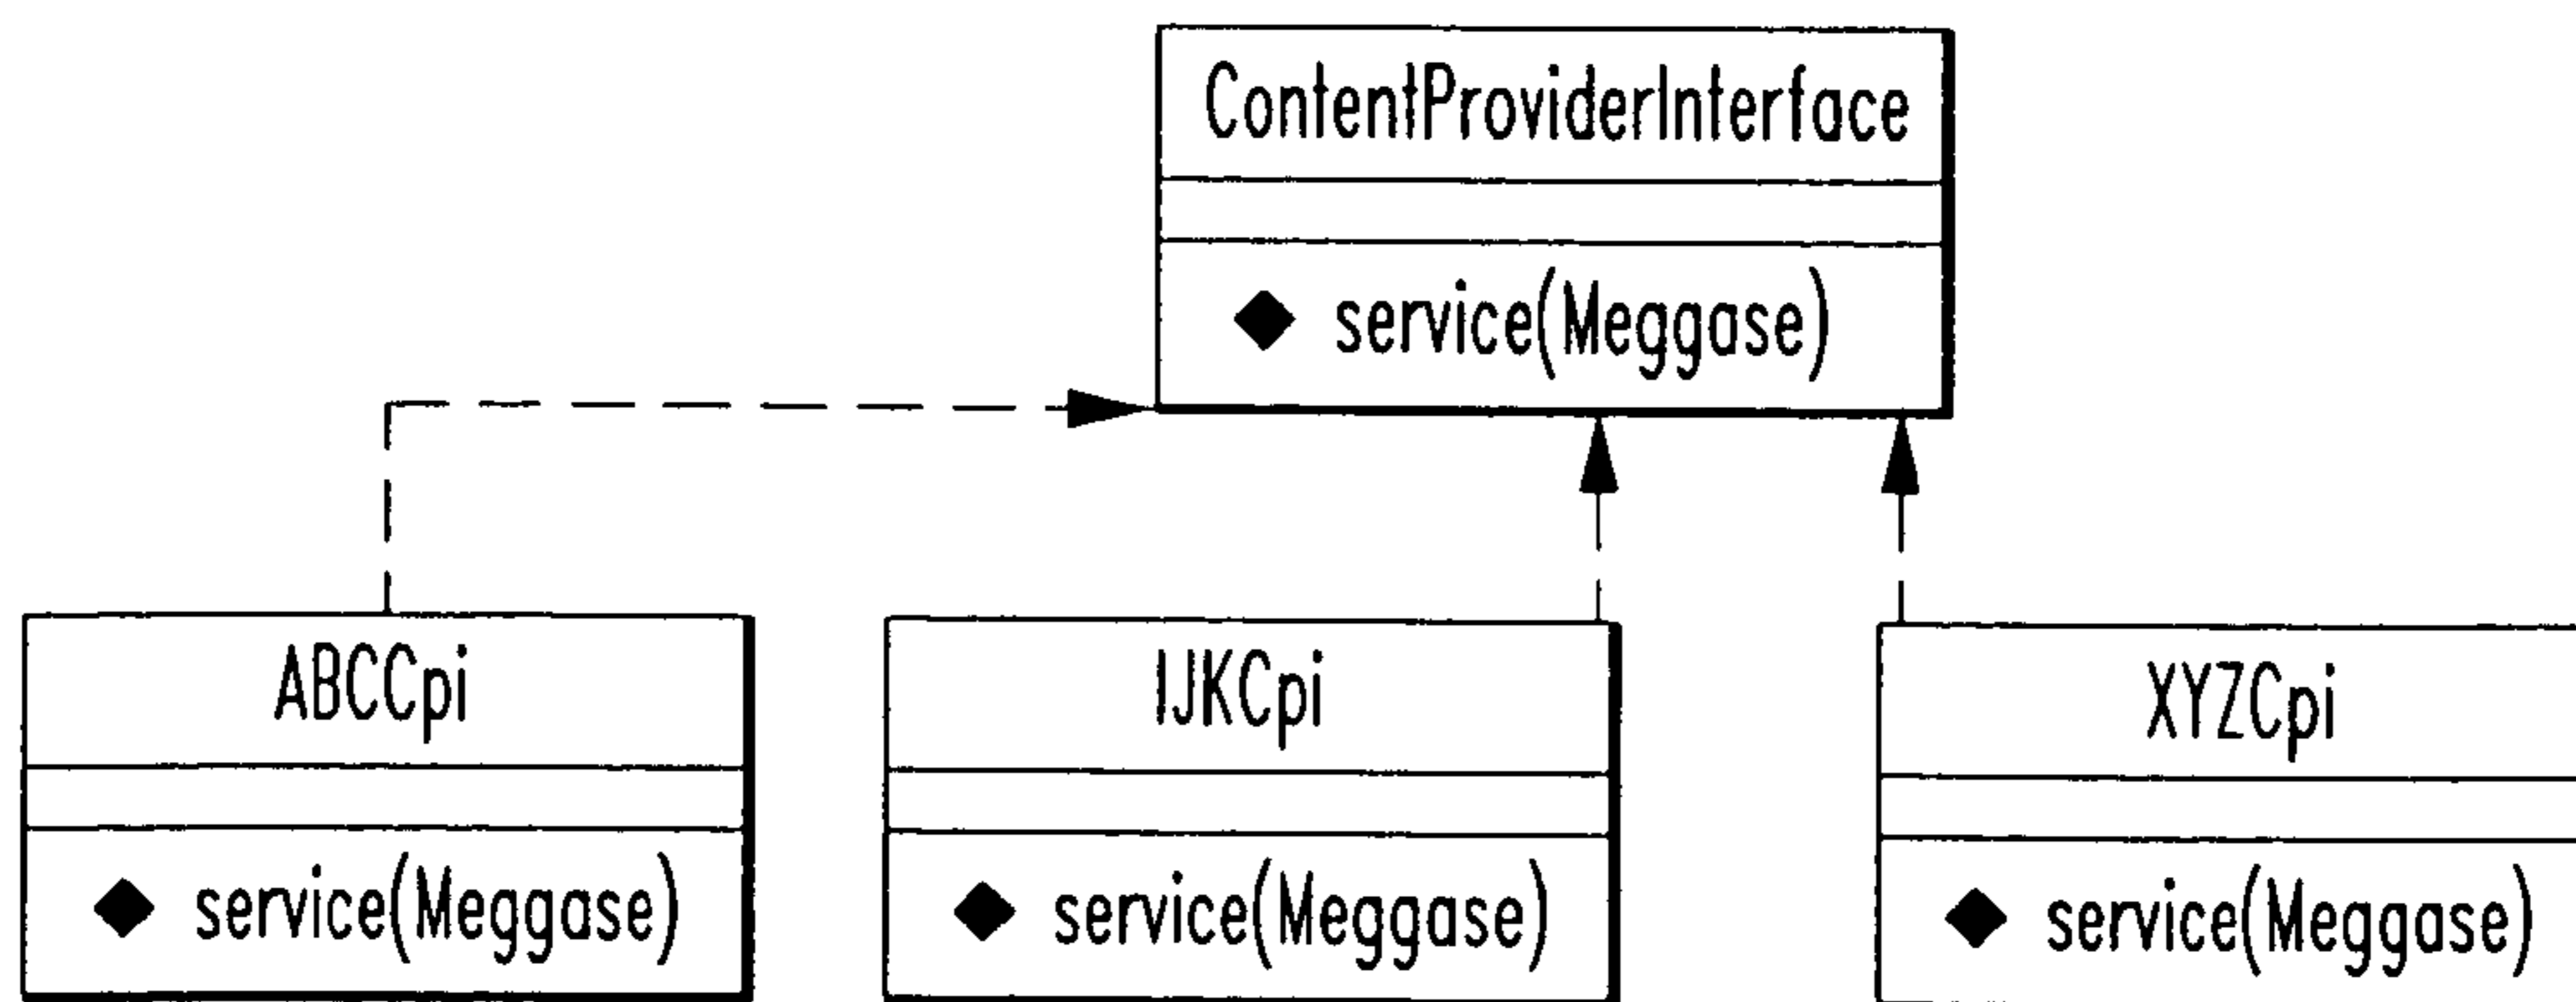 ContentProviderInterface
◆ service(Meggase)
ABCCpi
IJKCpi
XYZCpi
◆ service(Meggase)
◆ service(Meggase)
◆ service(Meggase)